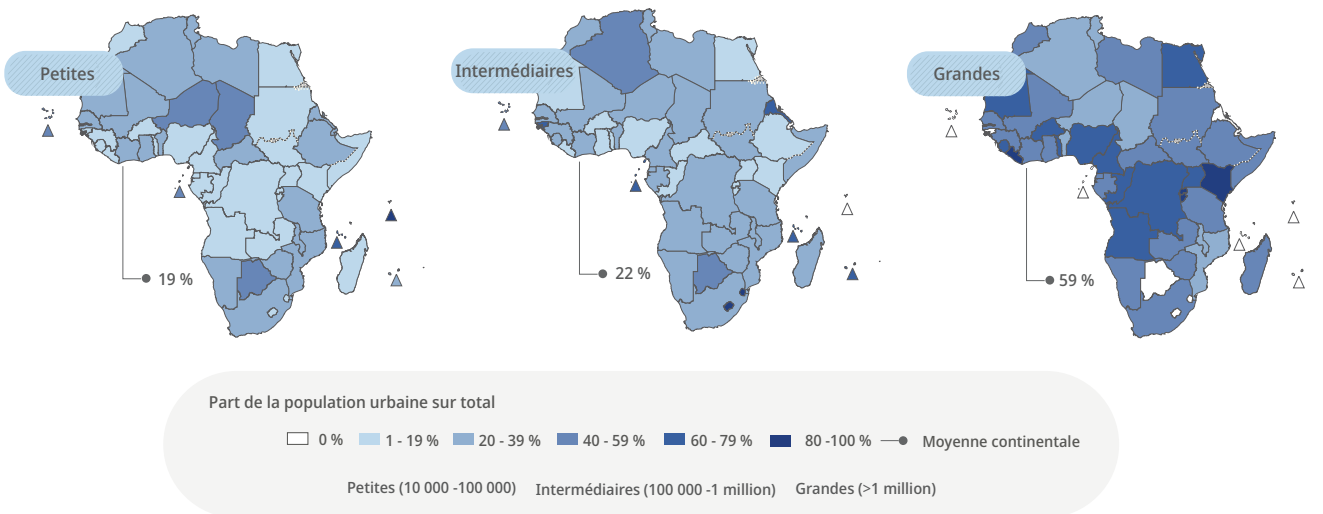 Petites
Intermédiaires
Grandes
19 %
22 %
59 %
Part de la population urbaine sur total
0 %
1 - 19 %
20 - 39 %
40 - 59 %
60 - 79 %
80 -100 %
Moyenne continentale
Petites (10 000 -100 000)
Intermédiaires (100 000 -1 million)
Grandes (>1 million)